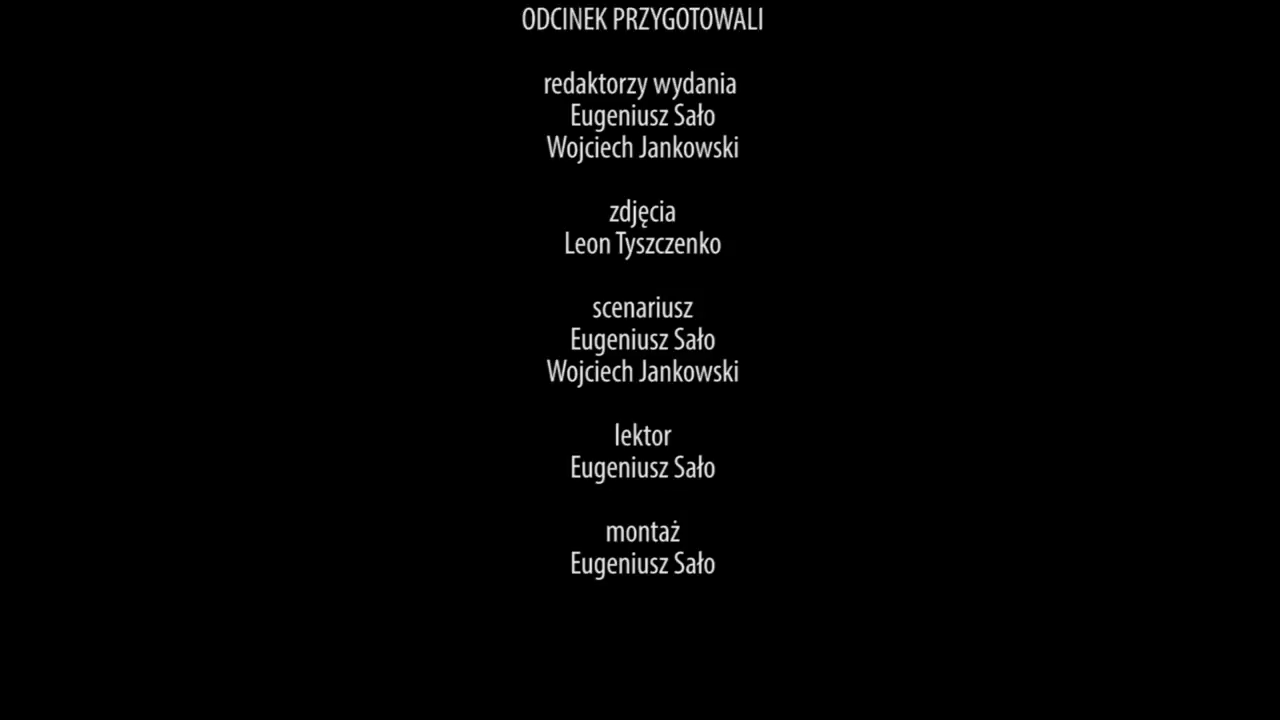 ODCINEK PRZYGOTOWALI
redaktorzy wydania
Eugeniusz Sało
Wojciech Jankowski
zdjęcia
Leon Tyszczenko
scenariusz
Eugeniusz Sało
Wojciech Jankowski
lektor
Eugeniusz Sało
montaż
Eugeniusz Sało